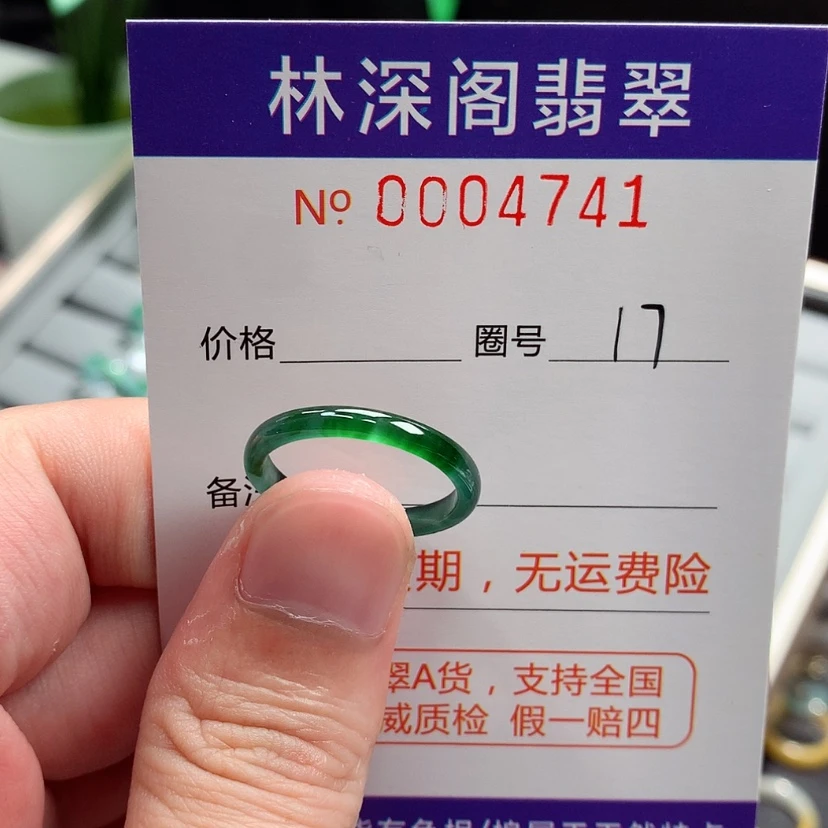 林深阁翡翠
Nº 0004741
价格 圈号 17
备
期，无运费险
翠A货，支持全国
威质检 假一赔四